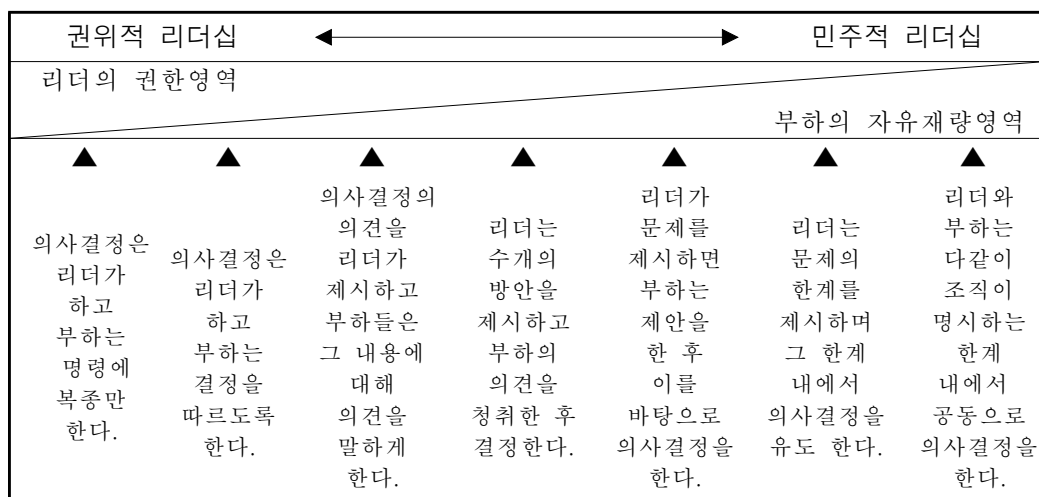 권위적 리더십
민주적 리더십
리더의 권한영역
부하의 자유재량영역
의사결정은
리더가
하고
부하는
명령에
복종만
한다.
의사결정은
리더가
하고
부하는
결정을
따르도록
한다.
의사결정의
의견을
리더가
제시하고
부하들은
그 내용에
대해
의견을
말하게
한다.
리더는
수개의
방안을
제시하고
부하의
의견을
청취한 후
결정한다.
리더가
문제를
제시하면
부하는
제안을
한 후
이를
바탕으로
의사결정을
한다.
리더는
문제의
한계를
제시하며
그 한계
내에서
의사결정을
유도 한다.
리더와
부하는
다같이
조직이
명시하는
한계
내에서
공동으로
의사결정을
한다.